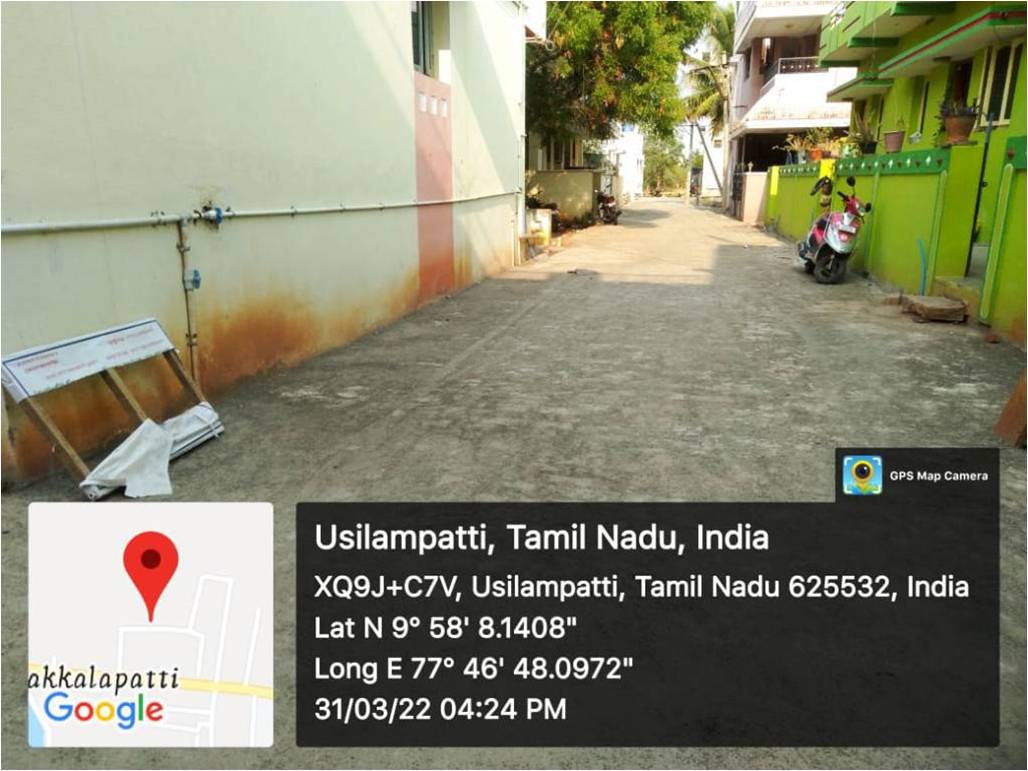 GPS Map Camera
Usilampatti, Tamil Nadu, India
XQ9J+C7V, Usilampatti, Tamil Nadu 625532, India
Lat N 9° 58' 8.1408"
Long E 77° 46' 48.0972"
31/03/22 04:24 PM
akkalapatti
Google